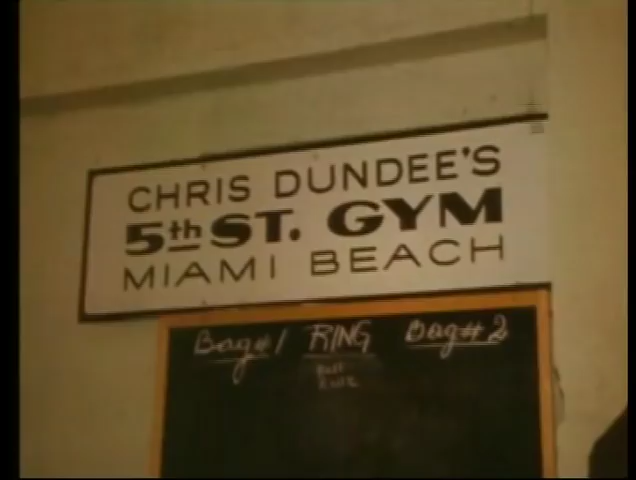 CHRIS DUNDEE'S
5th ST. GYM
MIAMI BEACH
Bag#1 RING Bag#2